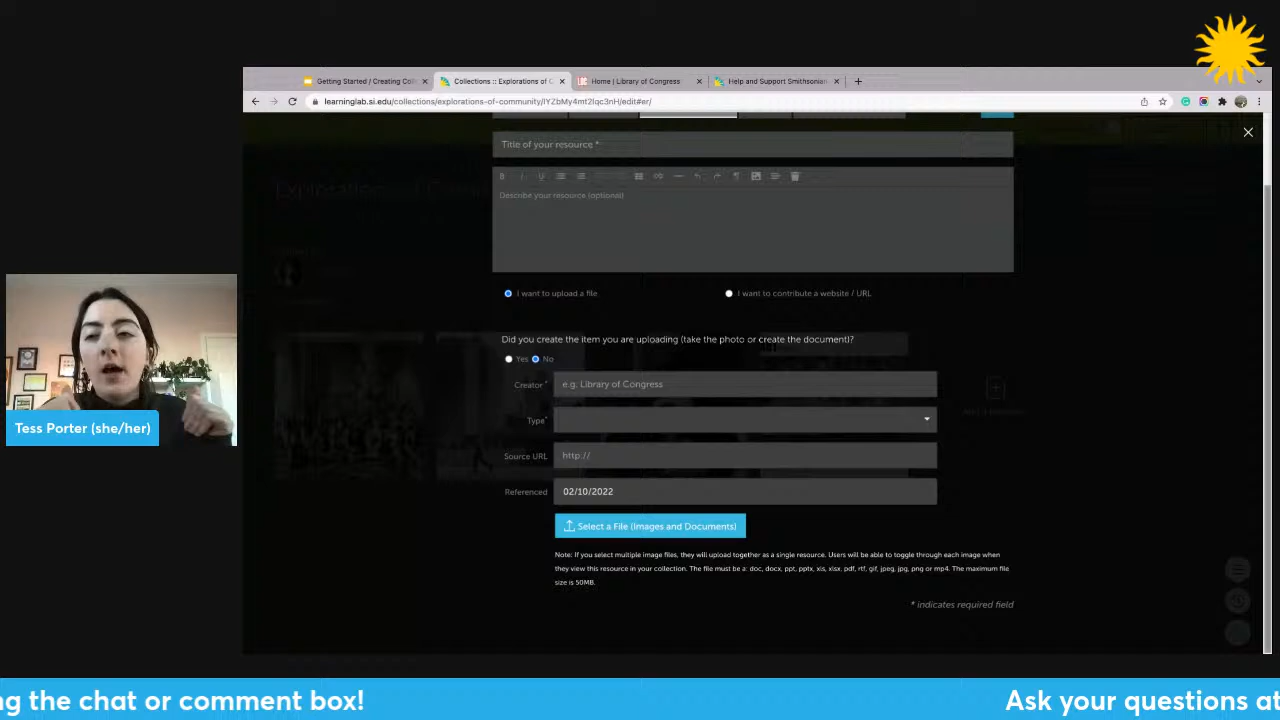 Getting Started / Creating Coll
Collections :: Explorations of C
Home | Library of Congress
Help and Support Smithsonian
learninglab.si.edu/collections/explorations-of-community/IYZbMy4mt2lqc3nH/edit#er/
Title of your resource *
Describe your resource (optional)
I want to upload a file
I want to contribute a website / URL
Did you create the item you are uploading (take the photo or create the document)?
Yes No
Creator * e.g. Library of Congress
Type*
Source URL http://
Referenced 02/10/2022
Select a File (Images and Documents)
Note: If you select multiple image files, they will upload together as a single resource. Users will be able to toggle through each image when
they view this resource in your collection. The file must be a: doc, docx, ppt, pptx, xls, xlsx, pdf, rtf, gif, jpeg, jpg, png or mp4. The maximum file
size is 50MB.
* indicates required field
Tess Porter (she/her)
ng the chat or comment box!
Ask your questions at